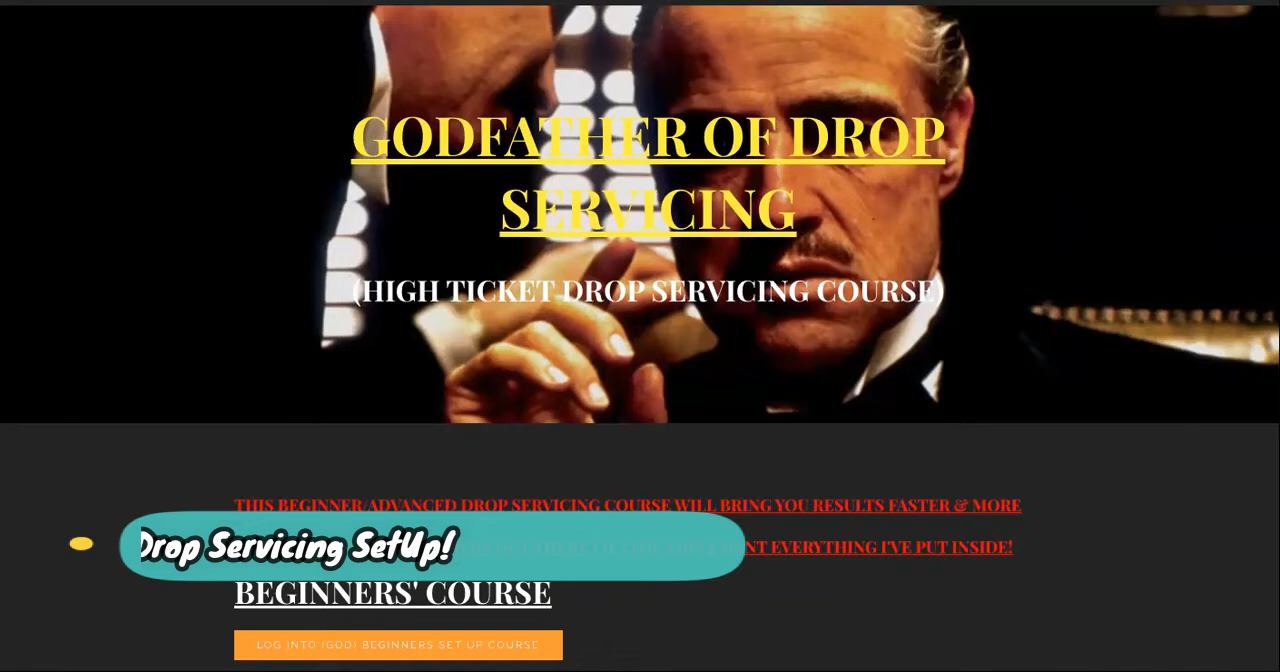 GODFATHER OF DROP
SERVICING
(HIGH TICKET DROP SERVICING COURSE)
THIS BEGINNER/ADVANCED DROP SERVICING COURSE WILL BRING YOU RESULTS FASTER & MORE
EVERYTHING I'VE PUT INSIDE!
Drop Servicing SetUp!
BEGINNERS' COURSE
LOG INTO (GOD) BEGINNERS SET UP COURSE